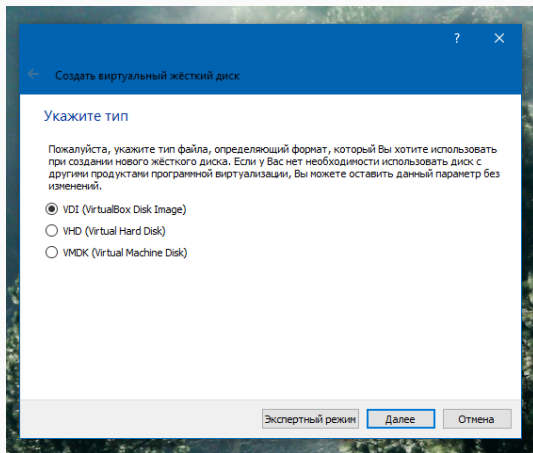 ?
Создать виртуальный жёсткий диск
Укажите тип
Пожалуйста, укажите тип файла, определяющий формат, который Вы хотите использовать
при создании нового жёсткого диска. Если у Вас нет необходимости использовать диск с
другими продуктами программной виртуализации, Вы можете оставить данный параметр без
изменений.
VDI (VirtualBox Disk Image)
VHD (Virtual Hard Disk)
VMDK (Virtual Machine Disk)
Экспертный режим Далее Отмена